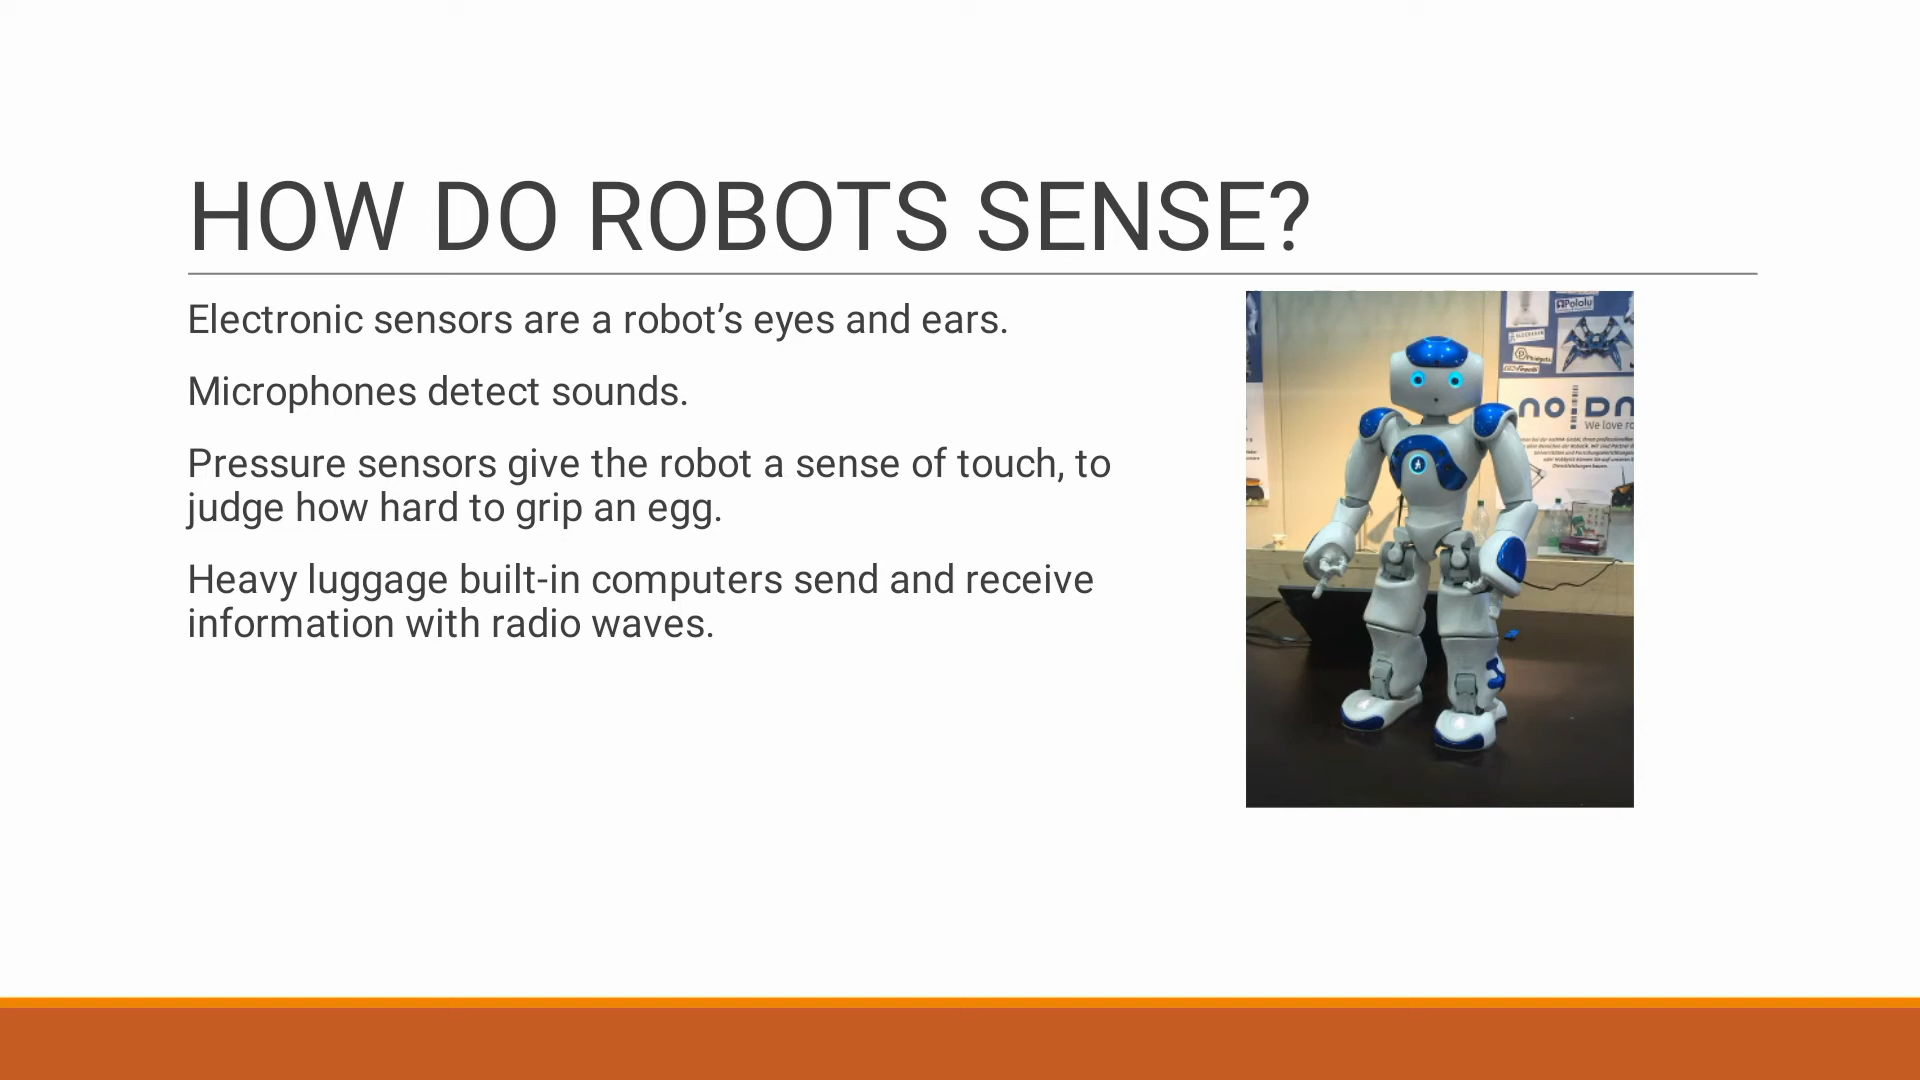 HOW DO ROBOTS SENSE?
Electronic sensors are a robot’s eyes and ears.
Microphones detect sounds.
Pressure sensors give the robot a sense of touch, to
judge how hard to grip an egg.
Heavy luggage built-in computers send and receive
information with radio waves.
Pololu
We love